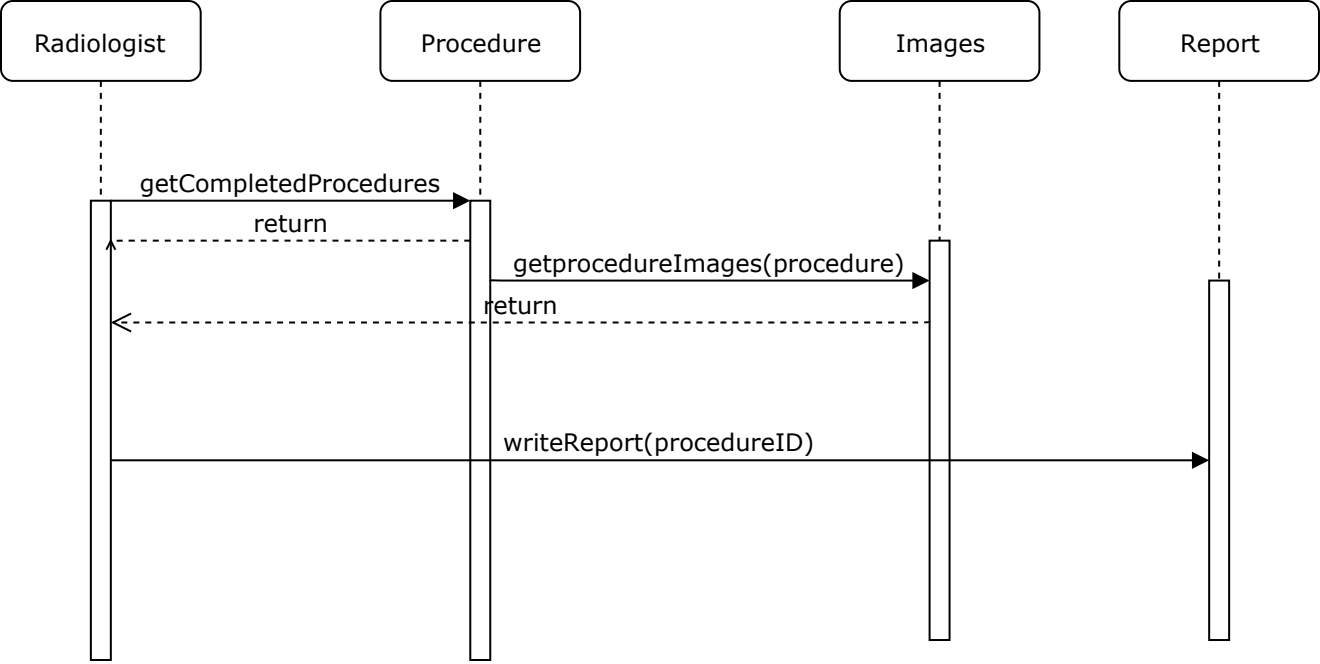 Radiologist
Procedure
Images
Report
getCompletedProcedures
return
getprocedureImages(procedure)
return
writeReport(procedureID)